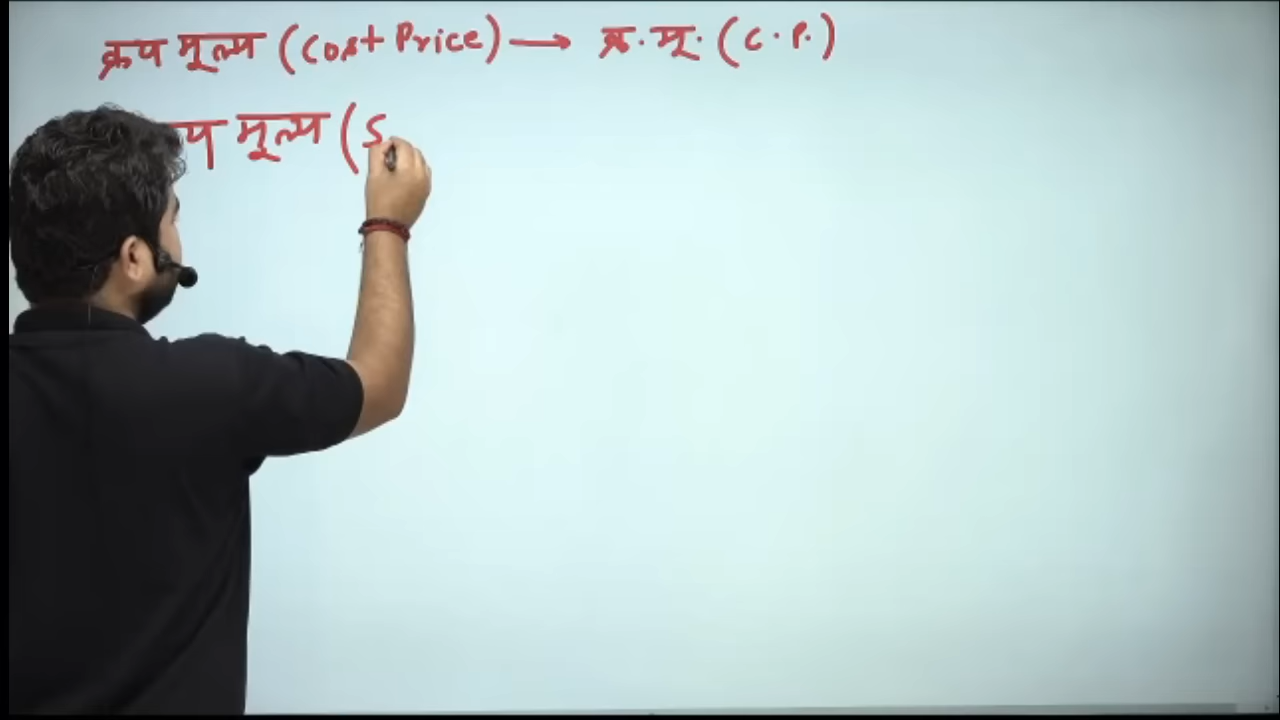 क्रय मूल्य (Cost Price) → क्र. मू. (C.P.)
मूल्य (S